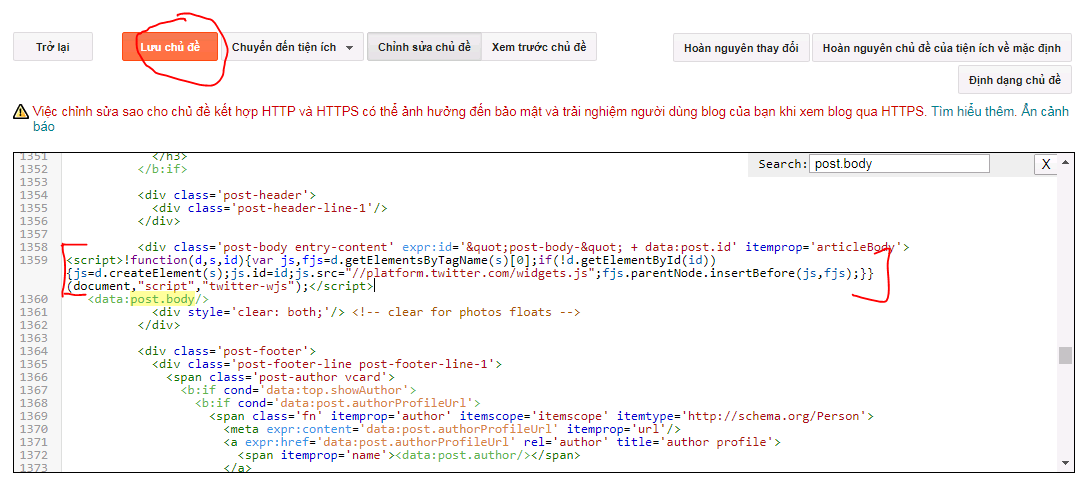 Trở lại Lưu chủ đề Chuyển đến tiện ích Chỉnh sửa chủ đề Xem trước chủ đề Hoàn nguyên thay đổi Hoàn nguyên chủ đề của tiện ích về mặc định
Định dạng chủ đề
Việc chỉnh sửa sao cho chủ đề kết hợp HTTP và HTTPS có thể ảnh hưởng đến bảo mật và trải nghiệm người dùng blog của bạn khi xem blog qua HTTPS. Tìm hiểu thêm. Ẩn cảnh
báo
Search: post.body X
1351 </h3>
1352 </b:if>
1353
1354 <div class='post-header'>
1355 <div class='post-header-line-1'/>
1356 </div>
1357
1358 <div class='post-body entry-content' expr:id='&quot;post-body-&quot; + data:post.id' itemprop='articleBody'>
1359 <script>!function(d,s,id){var js,fjs=d.getElementsByTagName(s)[0];if(!d.getElementById(id))
{js=d.createElement(s);js.id=id;js.src="//platform.twitter.com/widgets.js";fjs.parentNode.insertBefore(js,fjs);}}
(document,"script","twitter-wjs");</script>
1360 <data:post.body/>
1361 <div style='clear: both;'/> <!-- clear for photos floats -->
1362 </div>
1363
1364 <div class='post-footer'>
1365 <div class='post-footer-line post-footer-line-1'>
1366 <span class='post-author vcard'>
1367 <b:if cond='data:top.showAuthor'>
1368 <b:if cond='data:post.authorProfileUrl'>
1369 <span class='fn' itemprop='author' itemscope='itemscope' itemtype='http://schema.org/Person'>
1370 <meta expr:content='data:post.authorProfileUrl' itemprop='url'/>
1371 <a expr:href='data:post.authorProfileUrl' rel='author' title='author profile'>
1372 <span itemprop='name'><data:post.author/></span>
1373 </a>